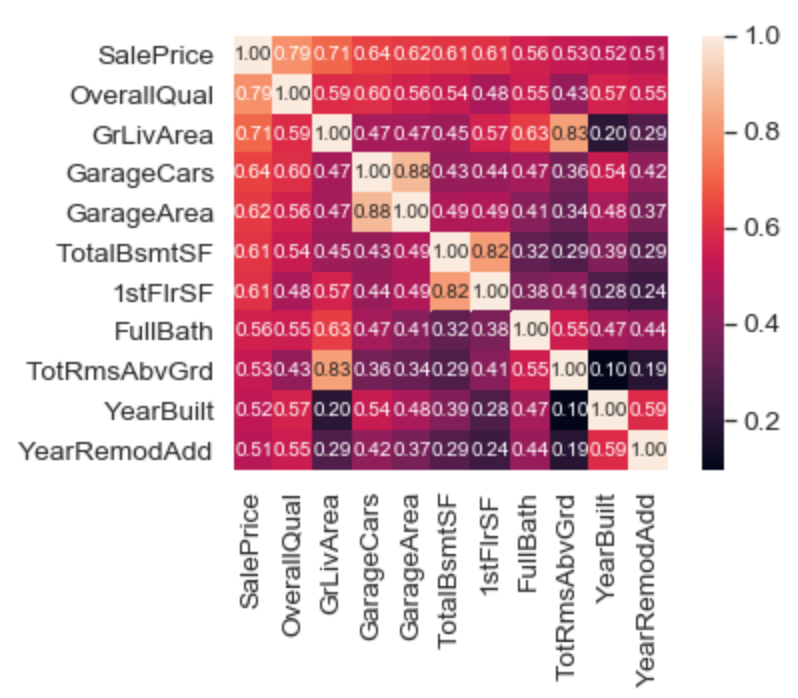 SalePrice 1.00 0.79 0.71 0.64 0.62 0.61 0.61 0.56 0.53 0.52 0.51
OverallQual 0.79 1.00 0.59 0.60 0.56 0.54 0.48 0.55 0.43 0.57 0.55
GrLivArea 0.71 0.59 1.00 0.47 0.47 0.45 0.57 0.63 0.83 0.20 0.29
GarageCars 0.64 0.60 0.47 1.00 0.88 0.43 0.44 0.47 0.36 0.54 0.42
GarageArea 0.62 0.56 0.47 0.88 1.00 0.49 0.49 0.41 0.34 0.48 0.37
TotalBsmtSF 0.61 0.54 0.45 0.43 0.49 1.00 0.82 0.32 0.29 0.39 0.29
1stFlrSF 0.61 0.48 0.57 0.44 0.49 0.82 1.00 0.38 0.41 0.28 0.24
FullBath 0.56 0.55 0.63 0.47 0.41 0.32 0.38 1.00 0.55 0.47 0.44
TotRmsAbvGrd 0.53 0.43 0.83 0.36 0.34 0.29 0.41 0.55 1.00 0.10 0.19
YearBuilt 0.52 0.57 0.20 0.54 0.48 0.39 0.28 0.47 0.10 1.00 0.59
YearRemodAdd 0.51 0.55 0.29 0.42 0.37 0.29 0.24 0.44 0.19 0.59 1.00
SalePrice
OverallQual
GrLivArea
GarageCars
GarageArea
TotalBsmtSF
1stFlrSF
FullBath
TotRmsAbvGrd
YearBuilt
YearRemodAdd
1.0
0.8
0.6
0.4
0.2